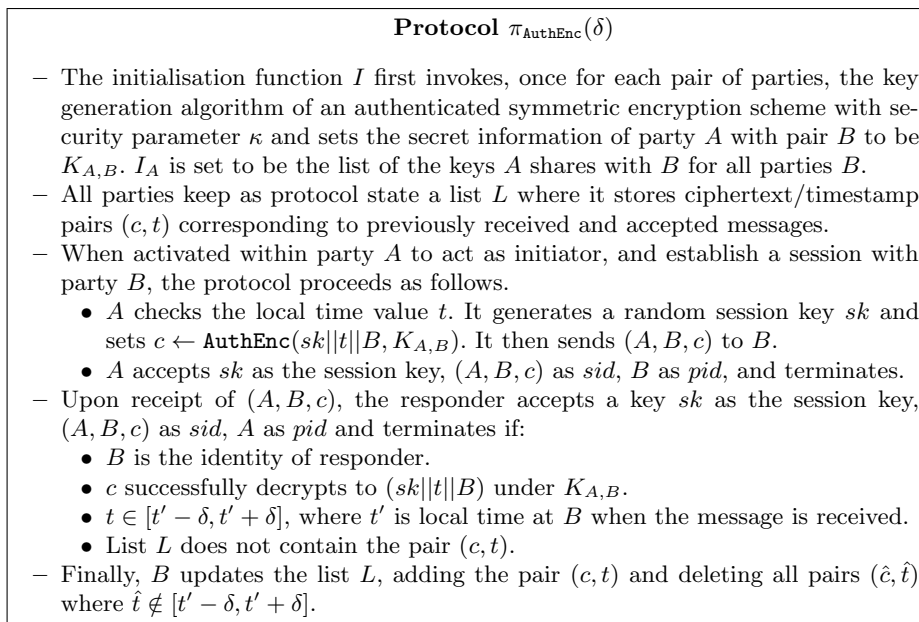 Protocol π_AuthEnc(δ)
– The initialisation function I first invokes, once for each pair of parties, the key
generation algorithm of an authenticated symmetric encryption scheme with se-
curity parameter κ and sets the secret information of party A with pair B to be
K_{A,B}. I_A is set to be the list of the keys A shares with B for all parties B.
– All parties keep as protocol state a list L where it stores ciphertext/timestamp
pairs (c, t) corresponding to previously received and accepted messages.
– When activated within party A to act as initiator, and establish a session with
party B, the protocol proceeds as follows.
• A checks the local time value t. It generates a random session key sk and
sets c ← AuthEnc(sk||t||B, K_{A,B}). It then sends (A, B, c) to B.
• A accepts sk as the session key, (A, B, c) as sid, B as pid, and terminates.
– Upon receipt of (A, B, c), the responder accepts a key sk as the session key,
(A, B, c) as sid, A as pid and terminates if:
• B is the identity of responder.
• c successfully decrypts to (sk||t||B) under K_{A,B}.
• t ∈ [t′ − δ, t′ + δ], where t′ is local time at B when the message is received.
• List L does not contain the pair (c, t).
– Finally, B updates the list L, adding the pair (c, t) and deleting all pairs (ĉ, t̂)
where t̂ ∉ [t′ − δ, t′ + δ].